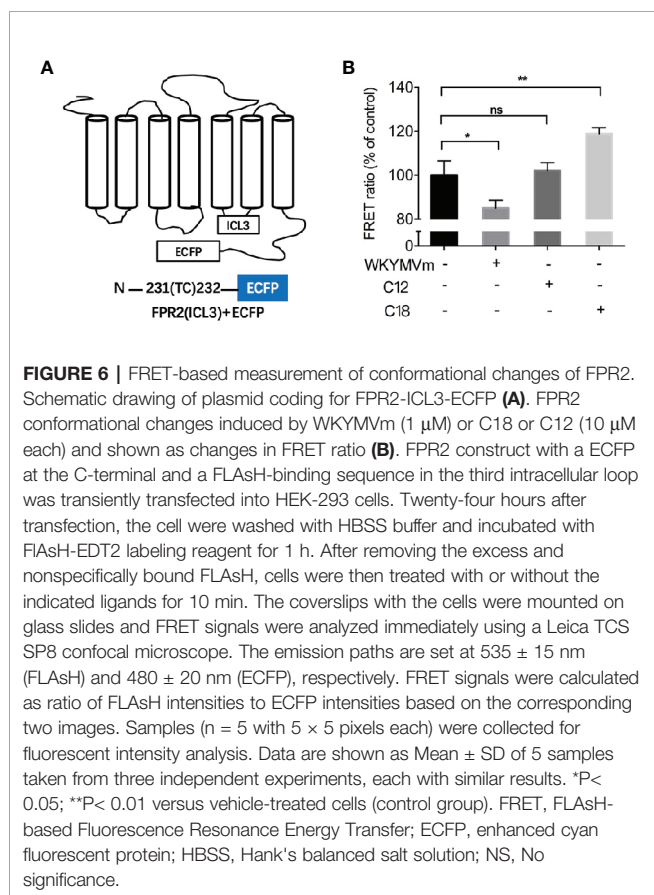 A
ICL3
ECFP
N — 231(TC)232— ECFP
FPR2(ICL3)+ECFP
B
FRET ratio (% of control)
140
120
100
80
0
**
ns
*
WKYMVm - + - -
C12 - - + -
C18 - - - +
FIGURE 6 | FRET-based measurement of conformational changes of FPR2.
Schematic drawing of plasmid coding for FPR2-ICL3-ECFP (A). FPR2
conformational changes induced by WKYMVm (1 μM) or C18 or C12 (10 μM
each) and shown as changes in FRET ratio (B). FPR2 construct with a ECFP
at the C-terminal and a FLAsH-binding sequence in the third intracellular loop
was transiently transfected into HEK-293 cells. Twenty-four hours after
transfection, the cell were washed with HBSS buffer and incubated with
FlAsH-EDT2 labeling reagent for 1 h. After removing the excess and
nonspecifically bound FLAsH, cells were then treated with or without the
indicated ligands for 10 min. The coverslips with the cells were mounted on
glass slides and FRET signals were analyzed immediately using a Leica TCS
SP8 confocal microscope. The emission paths are set at 535 ± 15 nm
(FLAsH) and 480 ± 20 nm (ECFP), respectively. FRET signals were calculated
as ratio of FLAsH intensities to ECFP intensities based on the corresponding
two images. Samples (n = 5 with 5 × 5 pixels each) were collected for
fluorescent intensity analysis. Data are shown as Mean ± SD of 5 samples
taken from three independent experiments, each with similar results. *P<
0.05; **P< 0.01 versus vehicle-treated cells (control group). FRET, FLAsH-
based Fluorescence Resonance Energy Transfer; ECFP, enhanced cyan
fluorescent protein; HBSS, Hank's balanced salt solution; NS, No
significance.